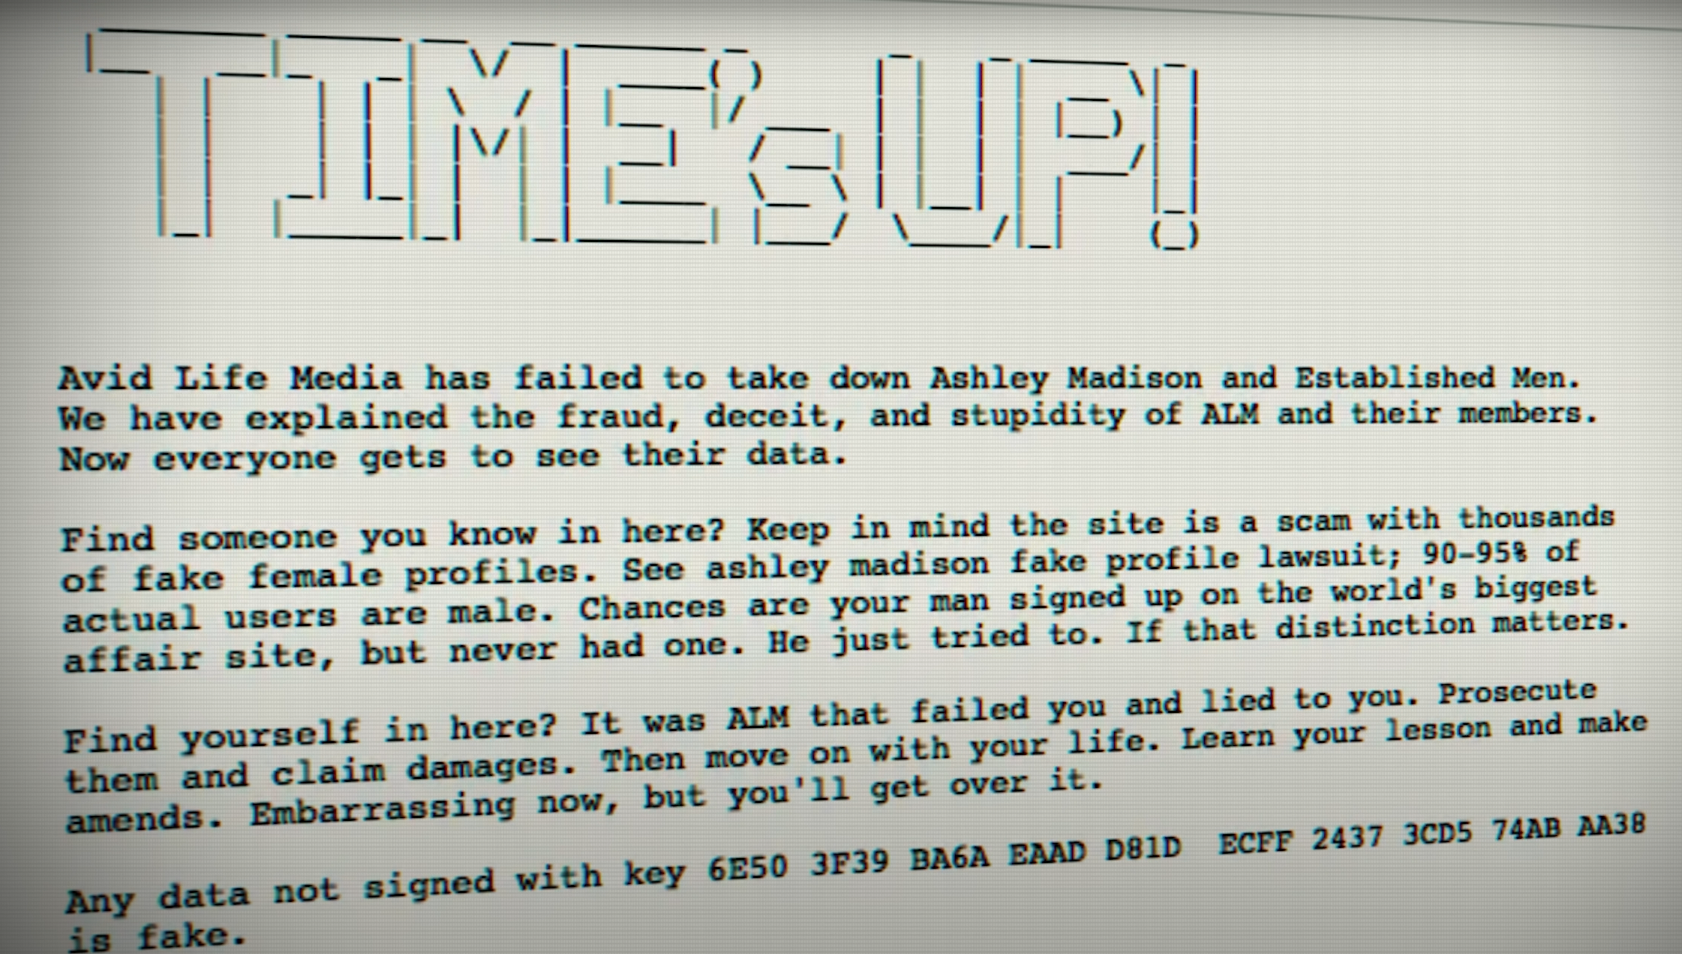 TIME's UP!
Avid Life Media has failed to take down Ashley Madison and Established Men.
We have explained the fraud, deceit, and stupidity of ALM and their members.
Now everyone gets to see their data.
Find someone you know in here? Keep in mind the site is a scam with thousands
of fake female profiles. See ashley madison fake profile lawsuit; 90-95% of
actual users are male. Chances are your man signed up on the world's biggest
affair site, but never had one. He just tried to. If that distinction matters.
Find yourself in here? It was ALM that failed you and lied to you. Prosecute
them and claim damages. Then move on with your life. Learn your lesson and make
amends. Embarrassing now, but you'll get over it.
Any data not signed with key 6E50 3F39 BA6A EAAD D81D  ECFF 2437 3CD5 74AB AA38
is fake.